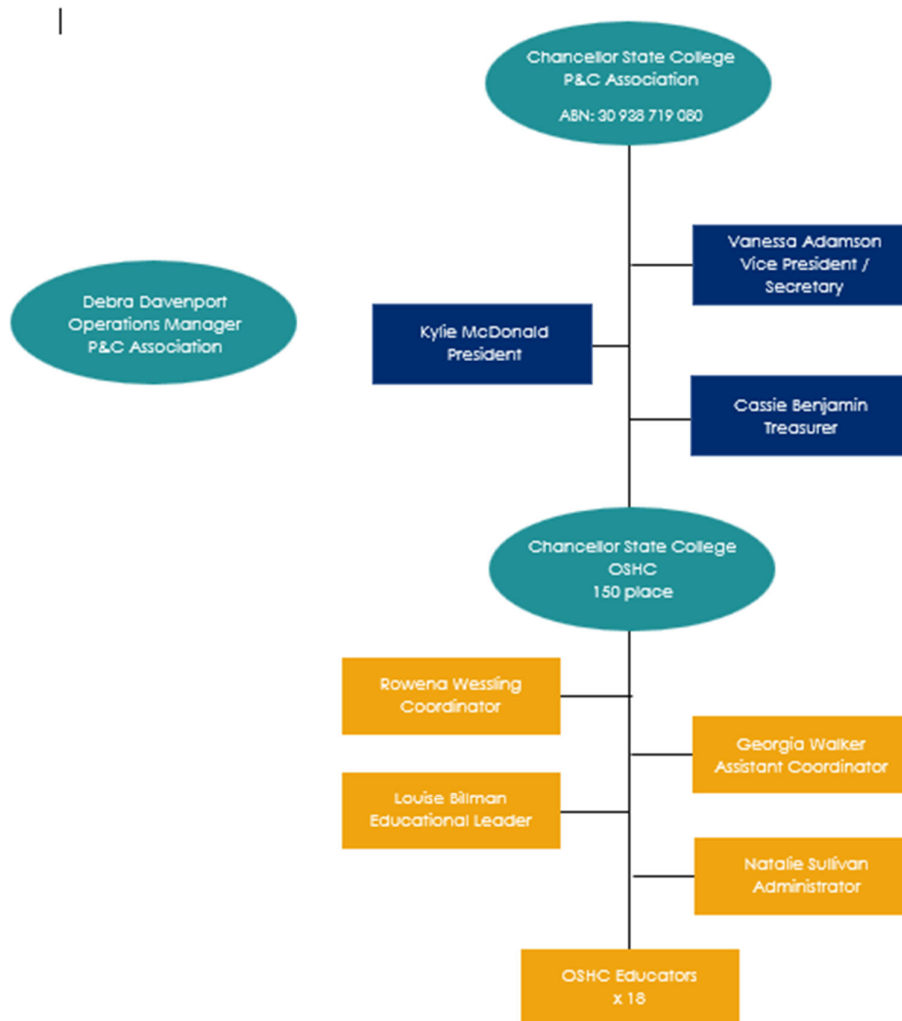 Chancellor State College
P&C Association
ABN: 30 938 719 080
Vanessa Adamson
Vice President /
Secretary
Debra Davenport
Operations Manager
P&C Association
Kylie McDonald
President
Cassie Benjamin
Treasurer
Chancellor State College
OSHC
150 place
Rowena Wessling
Coordinator
Georgia Walker
Assistant Coordinator
Louise Billman
Educational Leader
Natalie Sullivan
Administrator
OSHC Educators
x 18